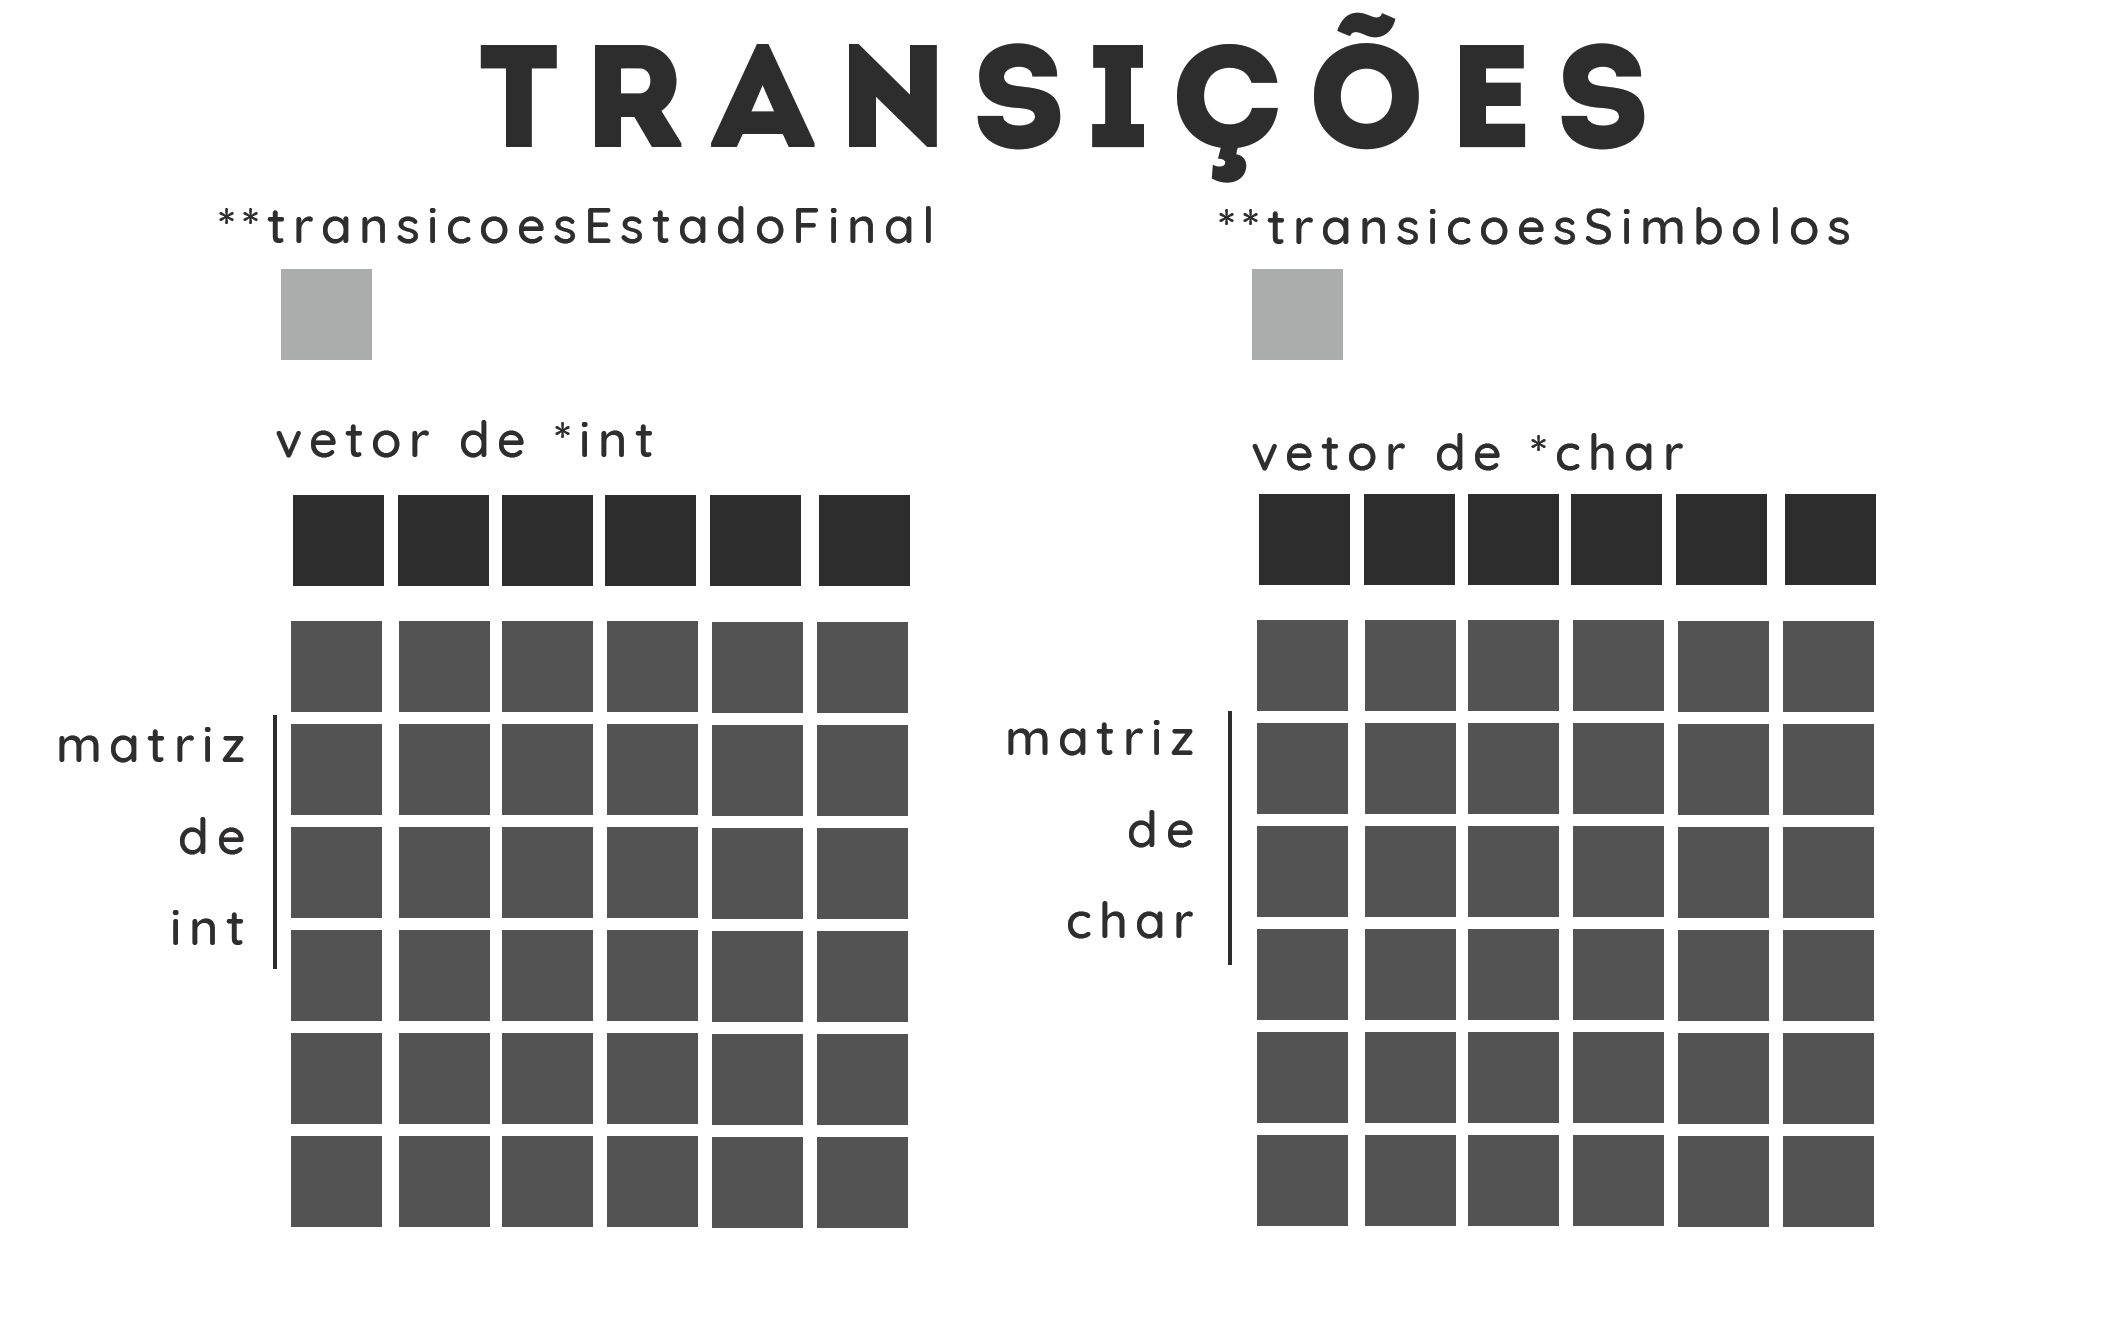 TRANSIÇÕES
**transicoesEstadoFinal
vetor de *int
matriz
de
int
**transicoesSimbolos
vetor de *char
matriz
de
char